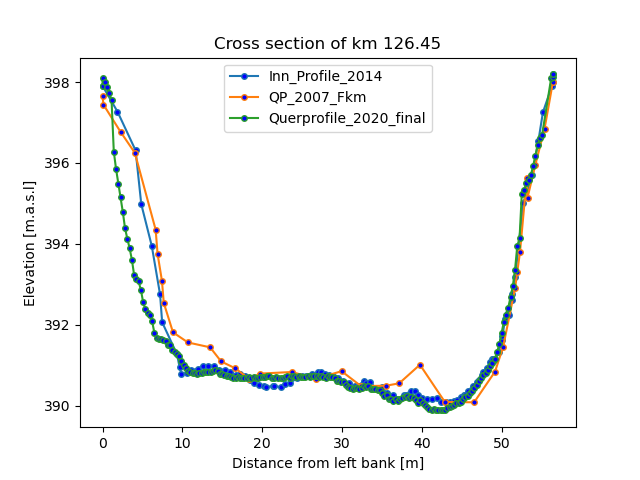 Cross section of km 126.45
Inn_Profile_2014
QP_2007_Fkm
Querprofile_2020_final
398
396
394
392
390
Elevation [m.a.s.l]
0 10 20 30 40 50
Distance from left bank [m]